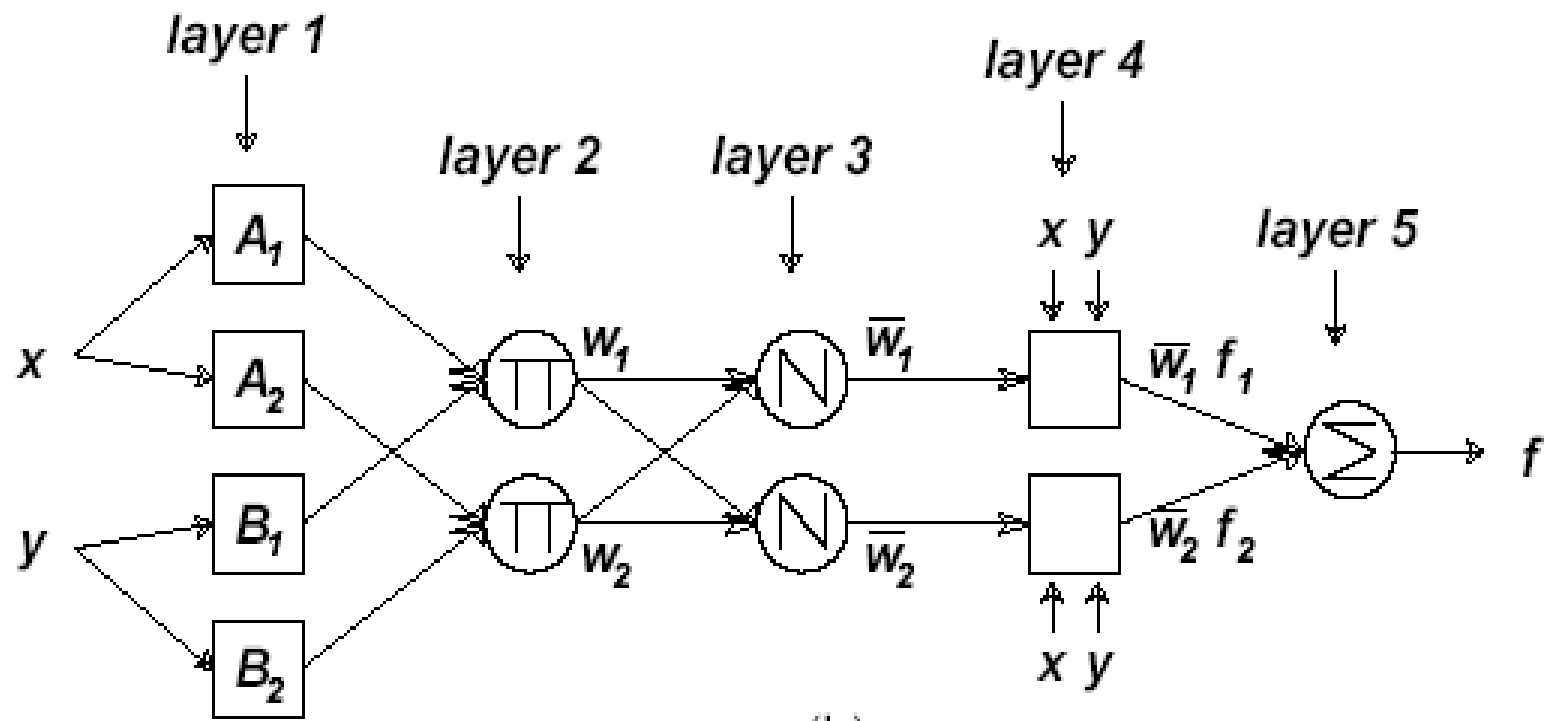 layer 1
layer 4
layer 2
layer 3
x y
layer 5
A₁
x
A₂
∏
w₁
N
w̅₁
w̅₁ f₁
∑
f
y
B₁
∏
w₂
N
w̅₂
w̅₂ f₂
B₂
x y